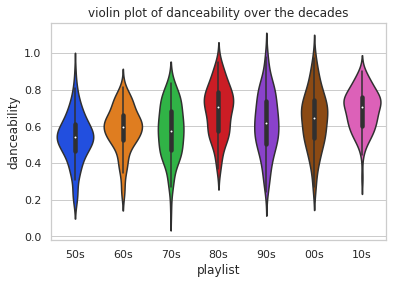 violin plot of danceability over the decades
danceability
1.0
0.8
0.6
0.4
0.2
0.0
50s 60s 70s 80s 90s 00s 10s
playlist